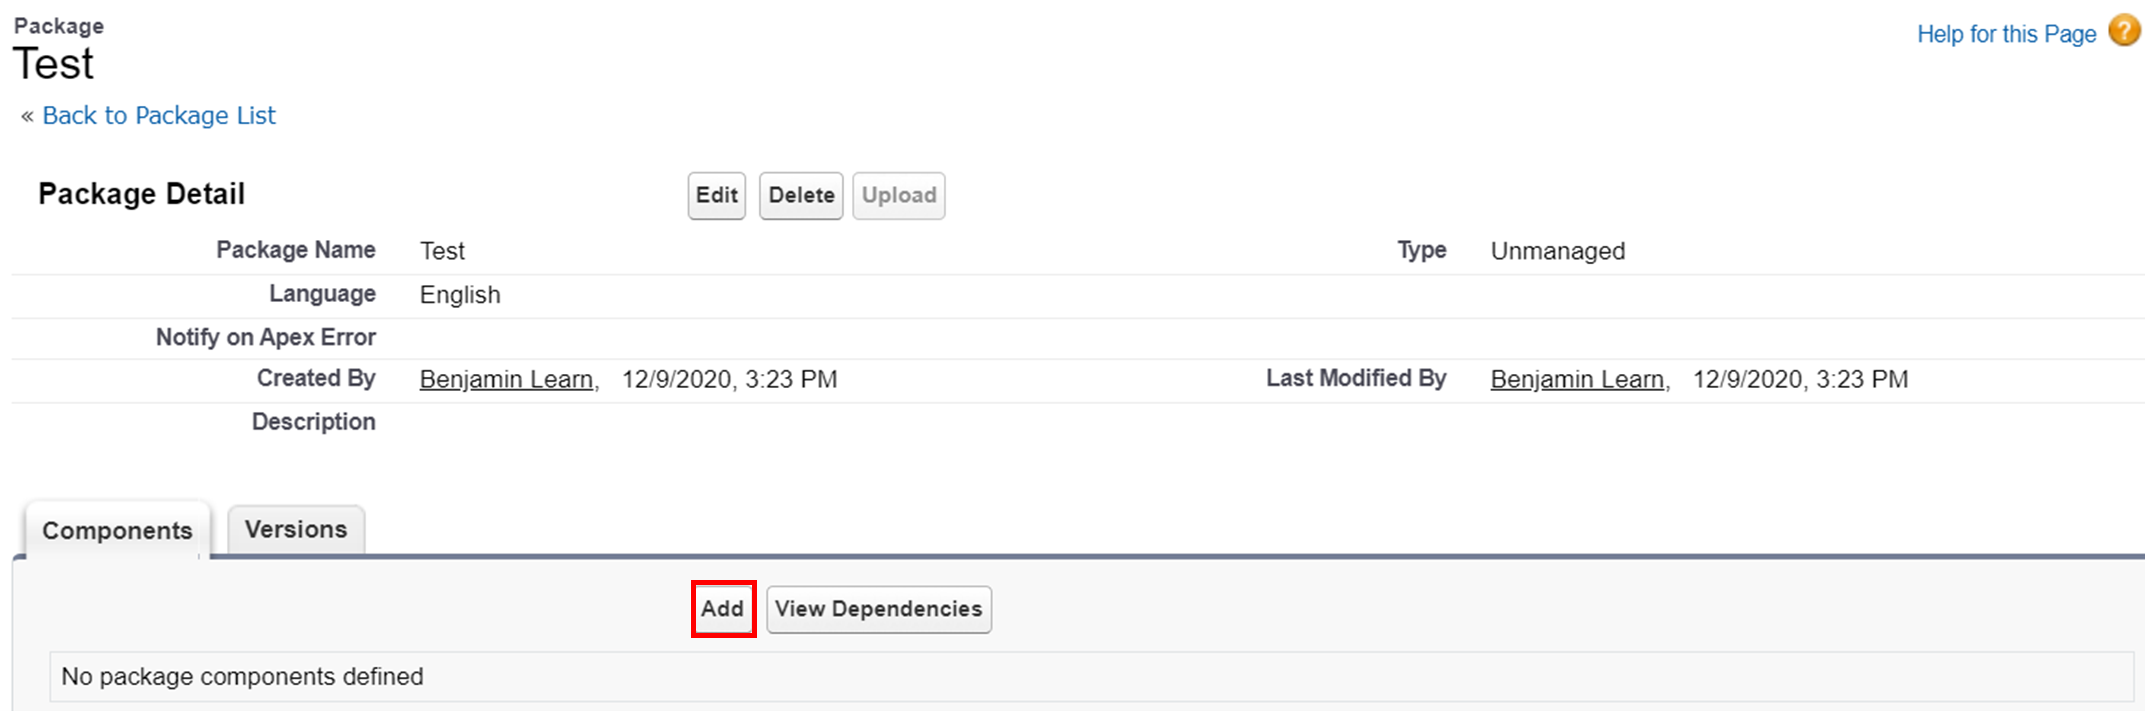 Package
Test
Help for this Page ?
« Back to Package List
Package Detail Edit Delete Upload
Package Name Test Type Unmanaged
Language English
Notify on Apex Error
Created By Benjamin Learn, 12/9/2020, 3:23 PM Last Modified By Benjamin Learn, 12/9/2020, 3:23 PM
Description
Components Versions
Add View Dependencies
No package components defined